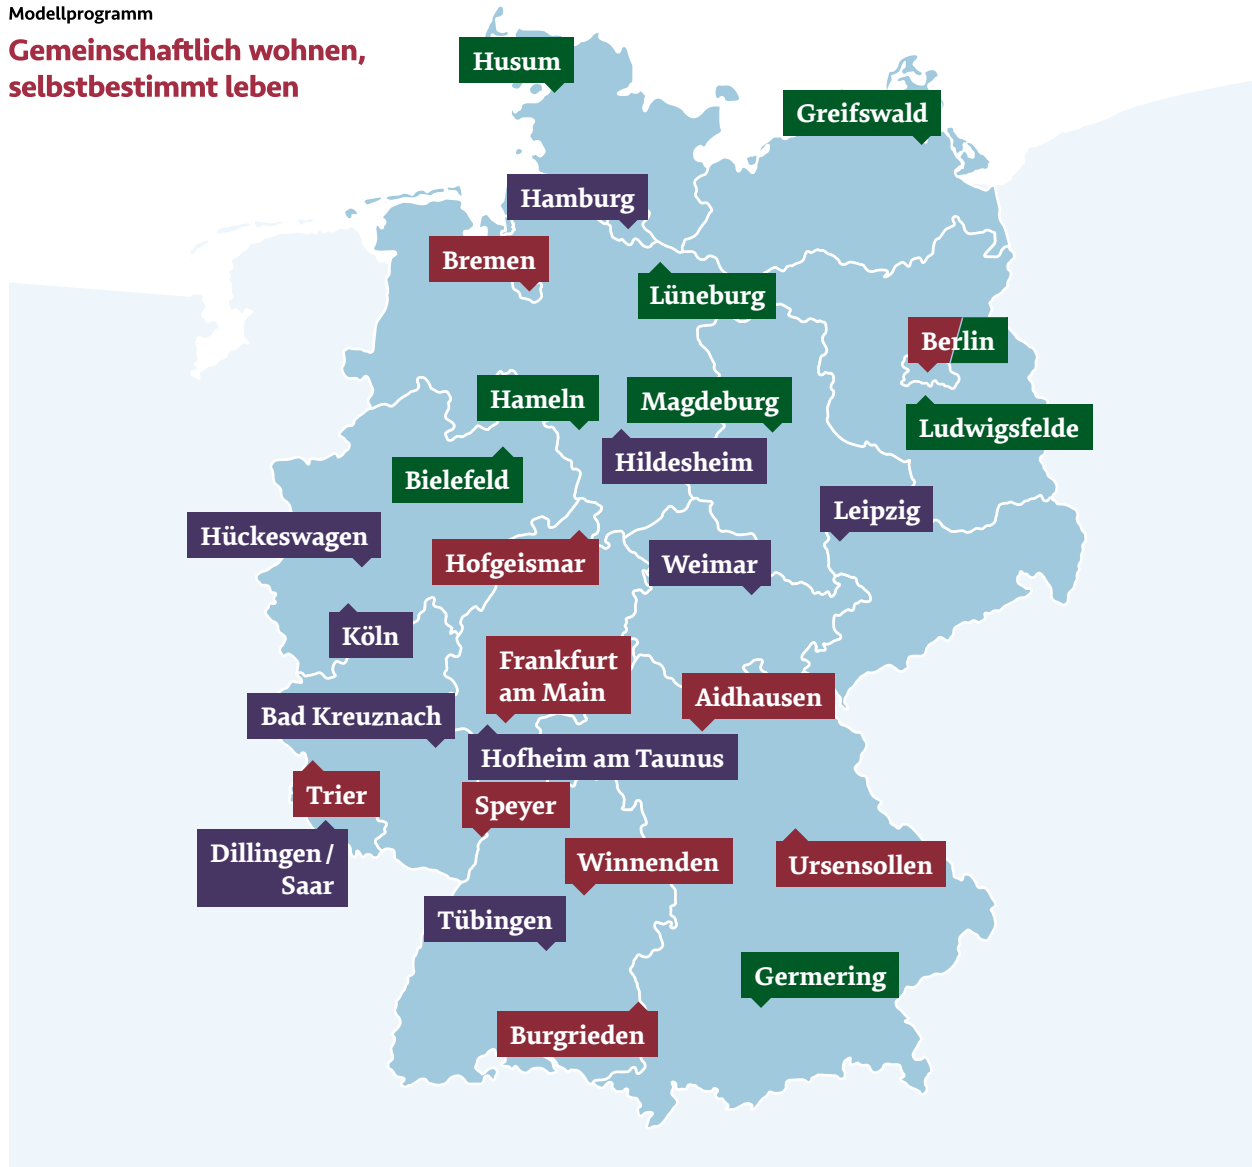 Modellprogramm
Gemeinschaftlich wohnen,
selbstbestimmt leben
Husum
Greifswald
Hamburg
Bremen
Lüneburg
Berlin
Hameln
Magdeburg
Ludwigsfelde
Hildesheim
Bielefeld
Leipzig
Hückeswagen
Hofgeismar
Weimar
Köln
Frankfurt
am Main
Aidhausen
Bad Kreuznach
Hofheim am Taunus
Trier
Speyer
Dillingen/
Saar
Winnenden
Ursensollen
Tübingen
Germering
Burgrieden